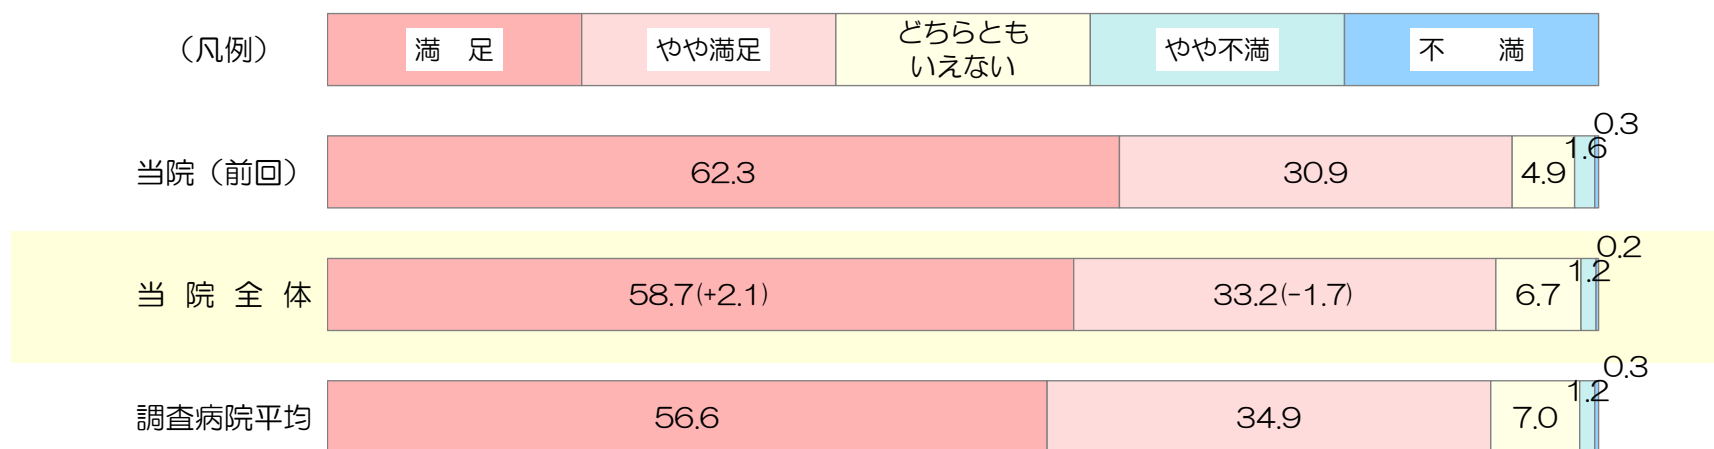 （凡例） 満　足 やや満足 どちらとも やや不満 不　　満
いえない
0.3
当院（前回） 62.3 30.9 4.9 1.6
0.2
当 院 全 体 58.7(+2.1) 33.2(-1.7) 6.7 1.2
0.3
調査病院平均 56.6 34.9 7.0 1.2